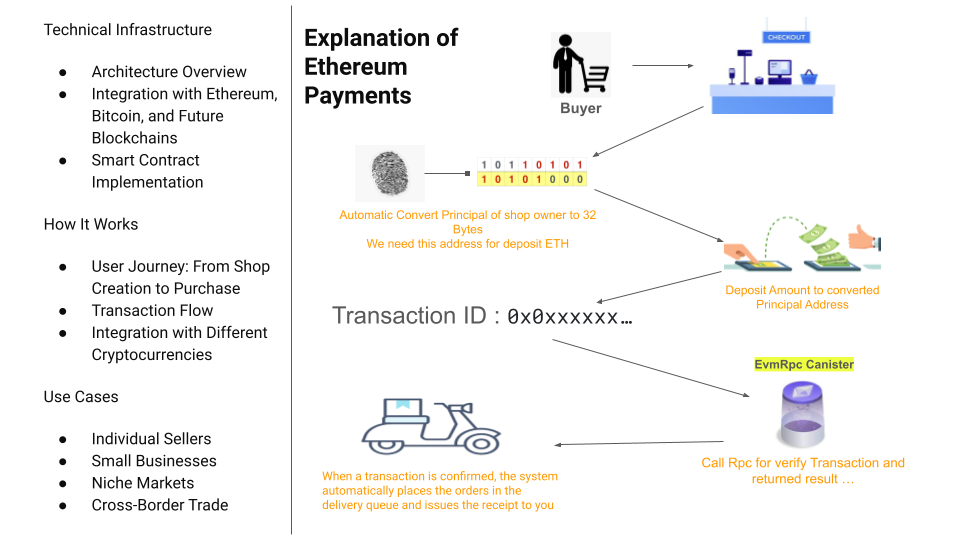 Technical Infrastructure
● Architecture Overview
● Integration with Ethereum,
Bitcoin, and Future
Blockchains
● Smart Contract
Implementation
How It Works
● User Journey: From Shop
Creation to Purchase
● Transaction Flow
● Integration with Different
Cryptocurrencies
Use Cases
● Individual Sellers
● Small Businesses
● Niche Markets
● Cross-Border Trade
Explanation of
Ethereum
Payments
Buyer
CHECKOUT
1 0 1 1 0 1 0 1
1 0 1 0 1 0 0 0
Automatic Convert Principal of shop owner to 32
Bytes
We need this address for deposit ETH
Deposit Amount to converted
Principal Address
Transaction ID : 0x0xxxxxx…
EvmRpc Canister
Call Rpc for verify Transaction and
returned result …
When a transaction is confirmed, the system
automatically places the orders in the
delivery queue and issues the receipt to you